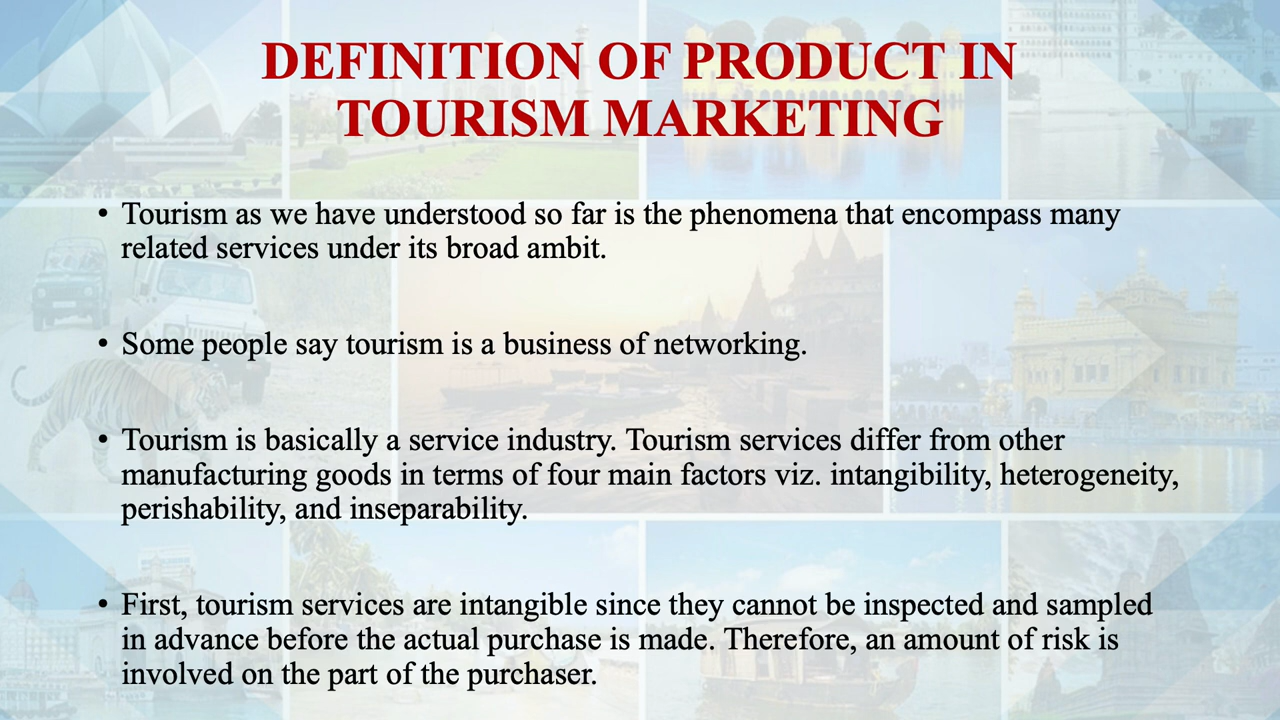 DEFINITION OF PRODUCT IN
TOURISM MARKETING
• Tourism as we have understood so far is the phenomena that encompass many
related services under its broad ambit.
• Some people say tourism is a business of networking.
• Tourism is basically a service industry. Tourism services differ from other
manufacturing goods in terms of four main factors viz. intangibility, heterogeneity,
perishability, and inseparability.
• First, tourism services are intangible since they cannot be inspected and sampled
in advance before the actual purchase is made. Therefore, an amount of risk is
involved on the part of the purchaser.